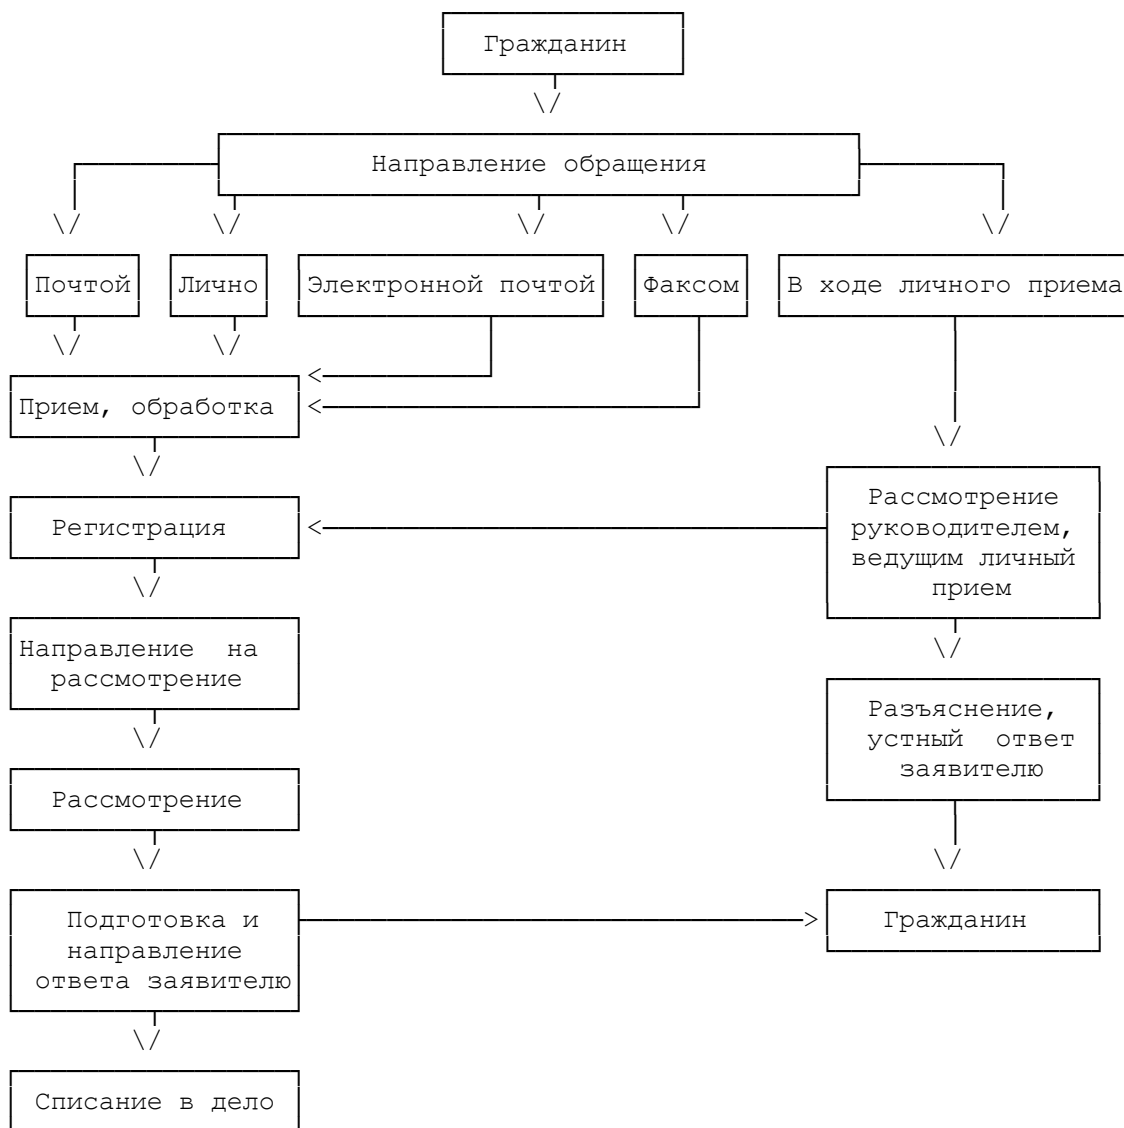 Гражданин
Направление обращения
Почтой
Лично
Электронной почтой
Факсом
В ходе личного приема
Прием, обработка
Регистрация
Рассмотрение
руководителем,
ведущим личный
прием
Направление на
рассмотрение
Разъяснение,
устный ответ
заявителю
Рассмотрение
Подготовка и
направление
ответа заявителю
Гражданин
Списание в дело